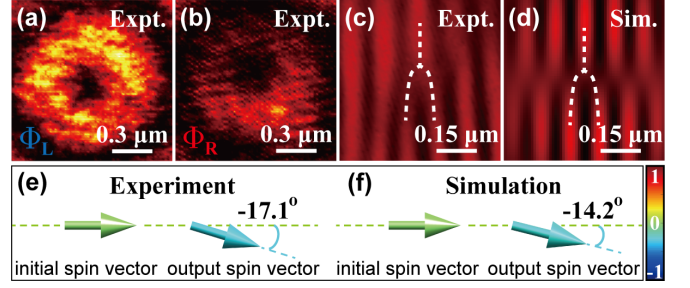 (a) Expt.
Φ_L 0.3 μm
(b) Expt.
Φ_R 0.3 μm
(c) Expt.
0.15 μm
(d) Sim.
0.15 μm
(e) Experiment
-17.1°
initial spin vector output spin vector
(f) Simulation
-14.2°
initial spin vector output spin vector
1
0
-1